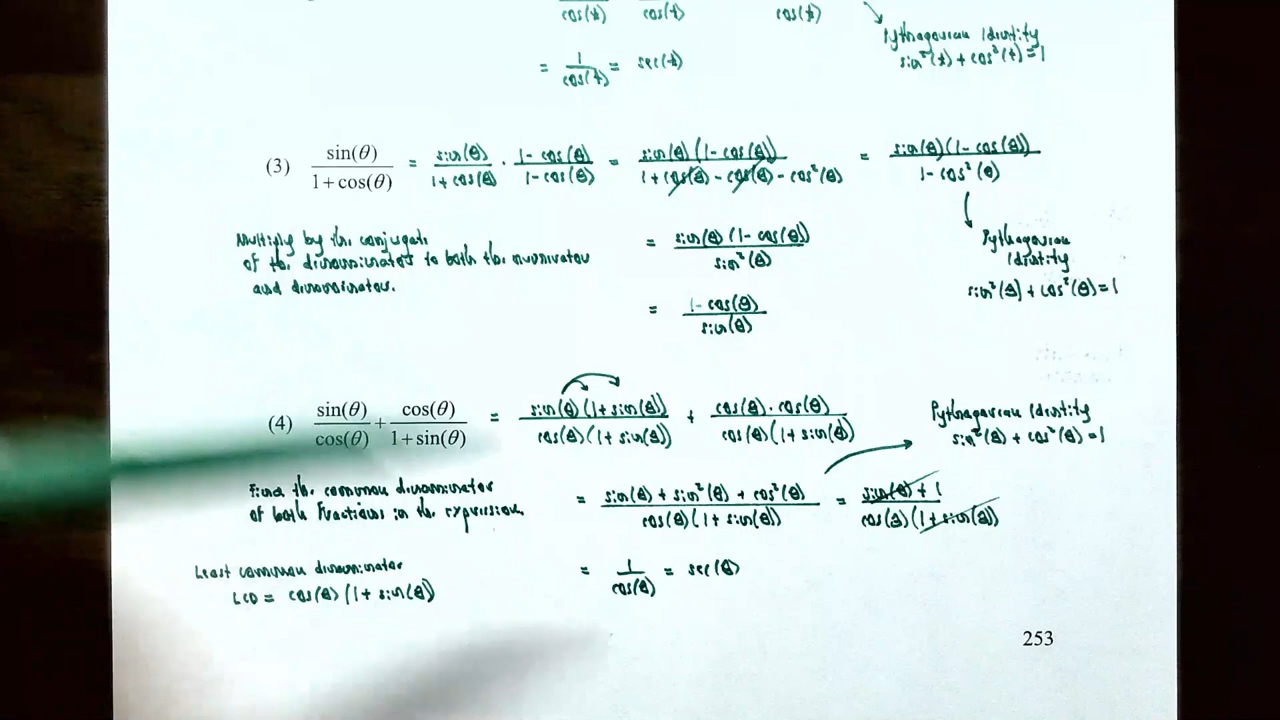 cos(t) cos(t) cos(t)
Pythagorean Identity
sin²(t) + cos²(t) = 1
= 1/cos(t) = sec(t)
(3) sin(θ)/(1+cos(θ)) = sin(θ)/(1+cos(θ)) · (1-cos(θ))/(1-cos(θ)) = sin(θ)(1-cos(θ))/(1+cos(θ)-cos(θ)-cos²(θ)) = sin(θ)(1-cos(θ))/(1-cos²(θ))
Multiply by the conjugate
of the denominator to both the numerator
and denominator.
= sin(θ)(1-cos(θ))/sin²(θ)
Pythagorean
Identity
sin²(θ) + cos²(θ) = 1
= (1-cos(θ))/sin(θ)
(4) sin(θ)/cos(θ) + cos(θ)/(1+sin(θ)) = sin(θ)(1+sin(θ))/(cos(θ)(1+sin(θ))) + cos(θ)·cos(θ)/(cos(θ)(1+sin(θ)))
Pythagorean Identity
sin²(θ) + cos²(θ) = 1
Find the common denominator
of both fractions in the expression.
= (sin(θ) + sin²(θ) + cos²(θ))/(cos(θ)(1+sin(θ))) = (sin(θ)+1)/(cos(θ)(1+sin(θ)))
Least common denominator
LCD = cos(θ)(1+sin(θ))
= 1/cos(θ) = sec(θ)
253